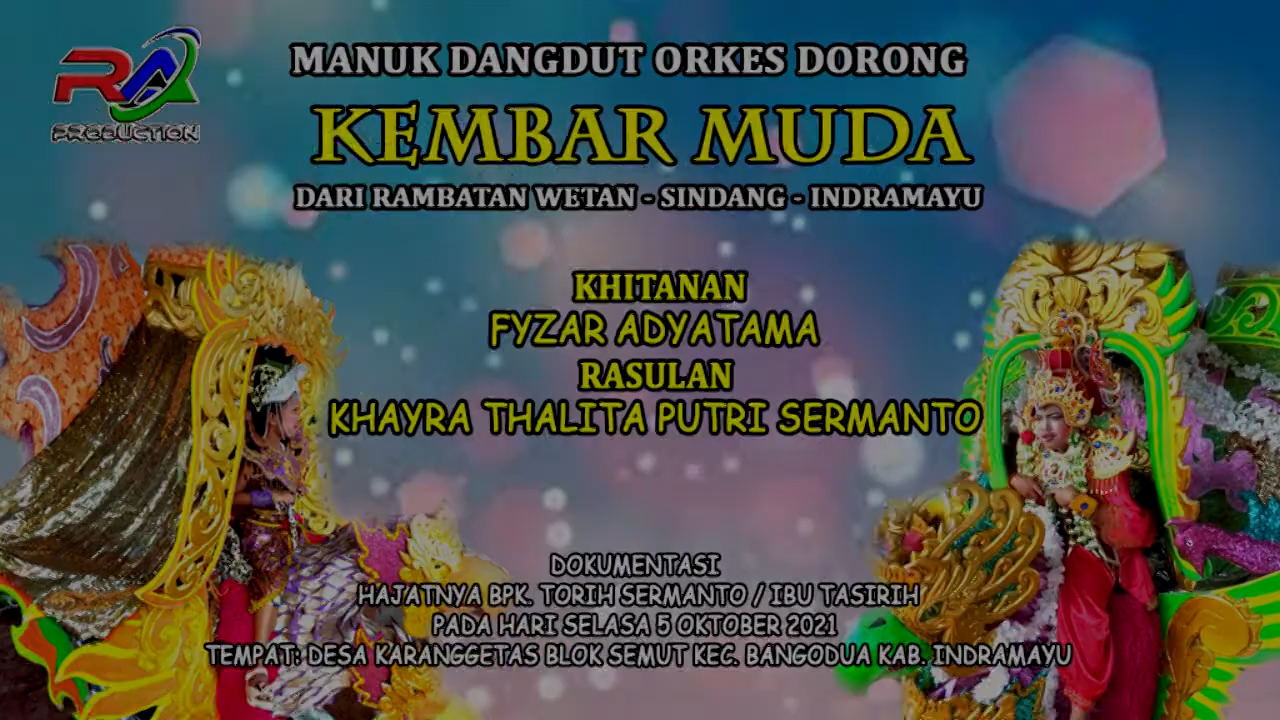 RA
PRODUCTION
MANUK DANGDUT ORKES DORONG
KEMBAR MUDA
DARI RAMBATAN WETAN - SINDANG - INDRAMAYU
KHITANAN
FYZAR ADYATAMA
RASULAN
KHAYRA THALITA PUTRI SERMANTO
DOKUMENTASI
HAJATNYA BPK. TORIH SERMANTO / IBU TASIRIH
PADA HARI SELASA 5 OKTOBER 2021
TEMPAT: DESA KARANGGETAS BLOK SEMUT KEC. BANGODUA KAB. INDRAMAYU